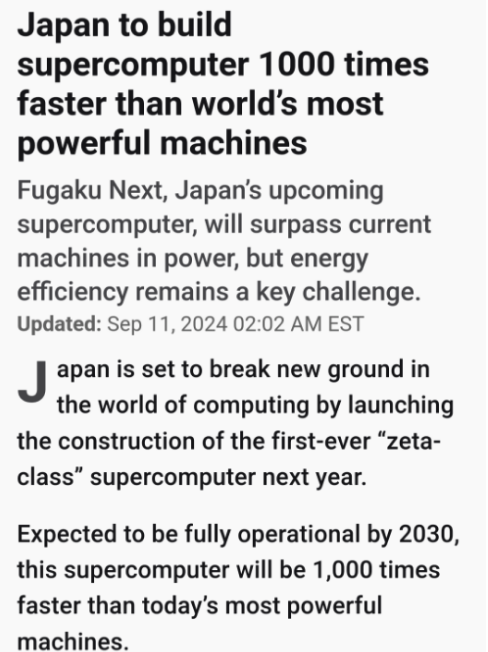 Japan to build
supercomputer 1000 times
faster than world's most
powerful machines
Fugaku Next, Japan's upcoming
supercomputer, will surpass current
machines in power, but energy
efficiency remains a key challenge.
Updated: Sep 11, 2024 02:02 AM EST
Japan is set to break new ground in
the world of computing by launching
the construction of the first-ever “zeta-
class” supercomputer next year.
Expected to be fully operational by 2030,
this supercomputer will be 1,000 times
faster than today's most powerful
machines.